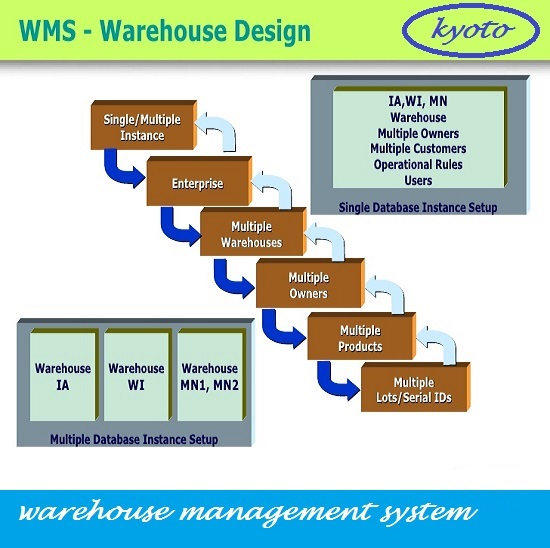 WMS - Warehouse Design
kyoto
Single/Multiple
Instance
Enterprise
Multiple
Warehouses
Multiple
Owners
Multiple
Products
Multiple
Lots/Serial IDs
IA,WI, MN
Warehouse
Multiple Owners
Multiple Customers
Operational Rules
Users
Single Database Instance Setup
Warehouse
IA
Warehouse
WI
Warehouse
MN1, MN2
Multiple Database Instance Setup
warehouse management system